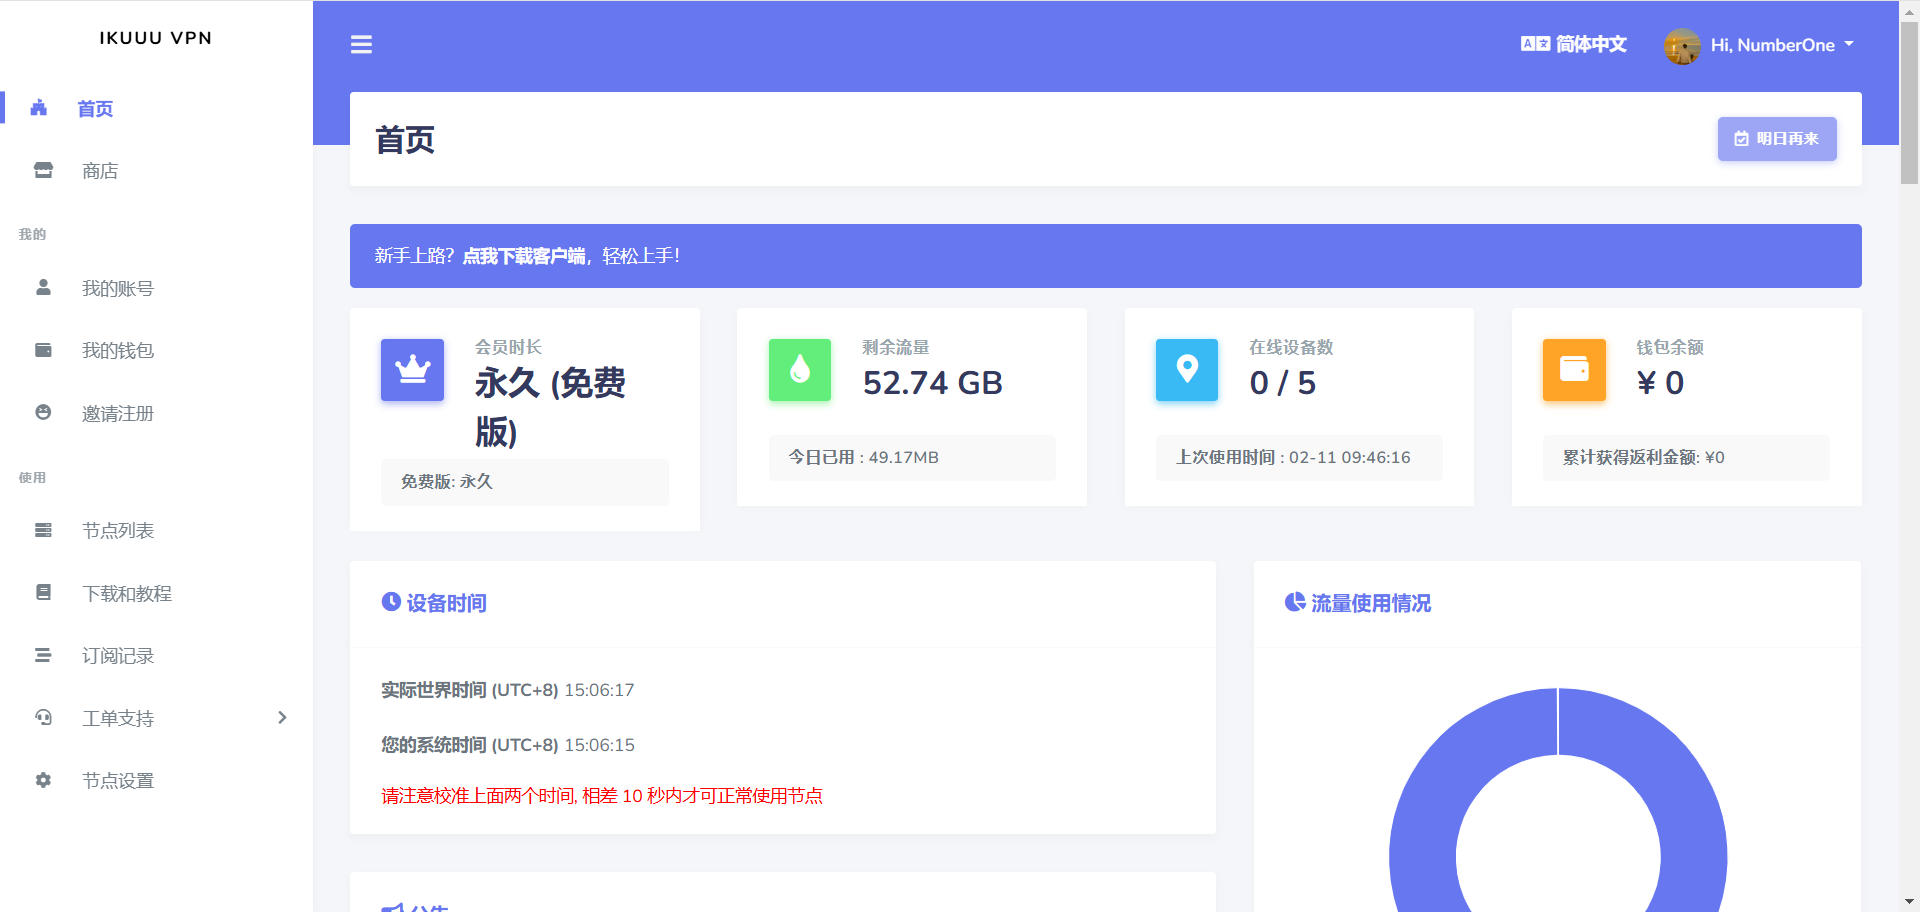 IKUUU VPN
首页
商店
我的
我的账号
我的钱包
邀请注册
使用
节点列表
下载和教程
订阅记录
工单支持
节点设置
简体中文
Hi, NumberOne
首页
明日再来
新手上路？点我下载客户端，轻松上手！
会员时长
永久 (免费
版)
免费版: 永久
剩余流量
52.74 GB
今日已用 : 49.17MB
在线设备数
0 / 5
上次使用时间 : 02-11 09:46:16
钱包余额
¥ 0
累计获得返利金额: ¥0
设备时间
实际世界时间 (UTC+8) 15:06:17
您的系统时间 (UTC+8) 15:06:15
请注意校准上面两个时间, 相差 10 秒内才可正常使用节点
流量使用情况
公告